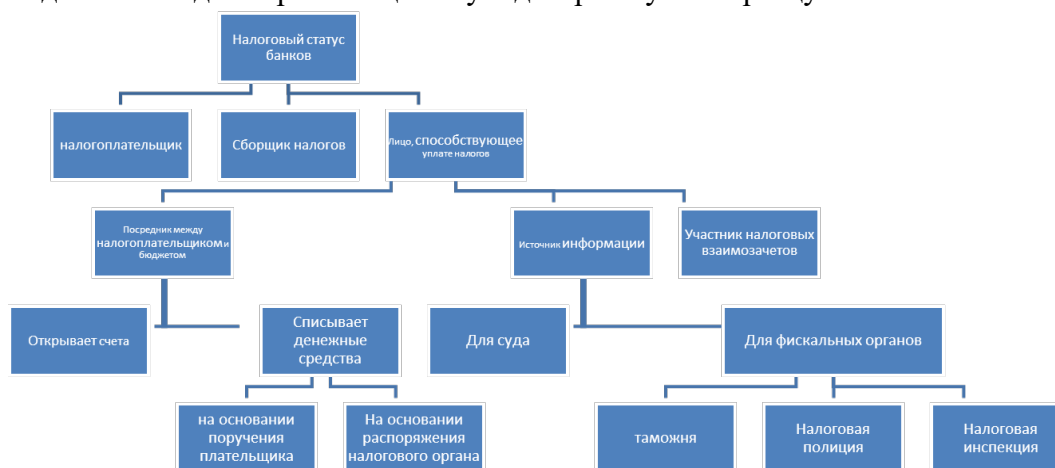 Налоговый статус
банков
налогоплательщик
Сборщик налогов
Лицо, способствующее
уплате налогов
Посредник между
налогоплательщиком и
бюджетом
Источник информации
Участник налоговых
взаимозачетов
Открывает счета
Списывает
денежные
средства
Для суда
Для фискальных органов
на основании
поручения
плательщика
На основании
распоряжения
налогового органа
таможня
Налоговая
полиция
Налоговая
инспекция